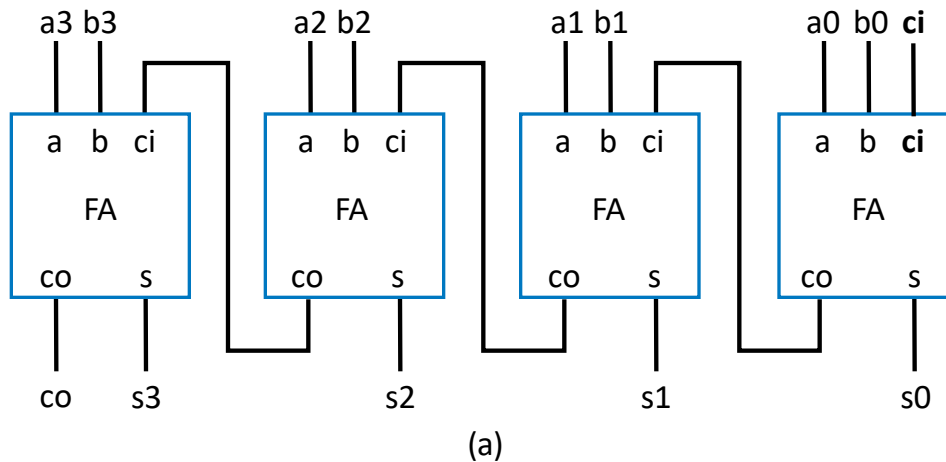 a3 b3 a2 b2 a1 b1 a0 b0 ci
a b ci a b ci a b ci a b ci
FA FA FA FA
co s co s co s co s
co s3 s2 s1 s0
(a)